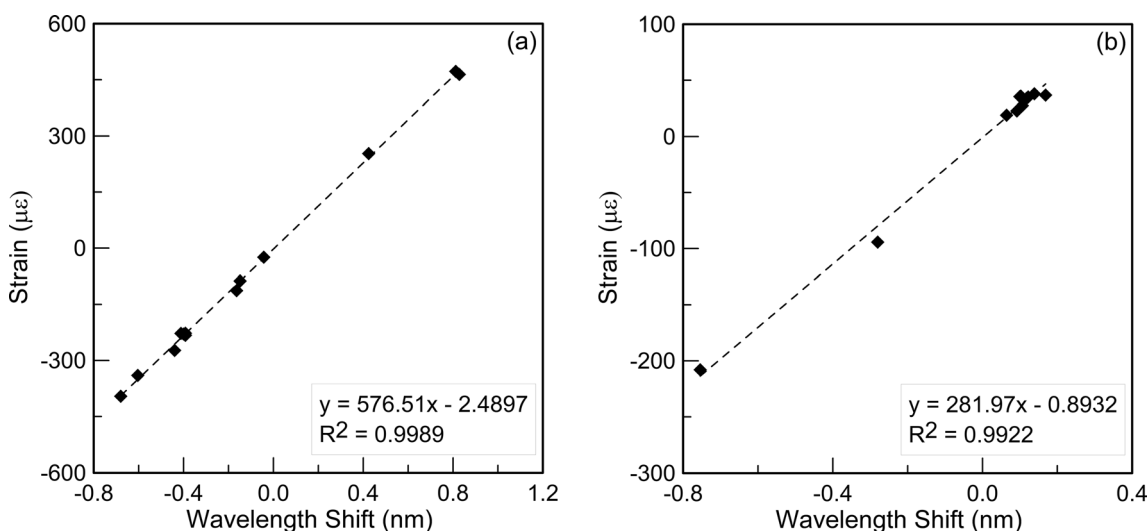 (a)
600
300
0
-300
-600
Strain (με)
-0.8 -0.4 0.0 0.4 0.8 1.2
Wavelength Shift (nm)
y = 576.51x - 2.4897
R² = 0.9989
(b)
100
0
-100
-200
-300
Strain (με)
-0.8 -0.4 0.0 0.4
Wavelength Shift (nm)
y = 281.97x - 0.8932
R² = 0.9922